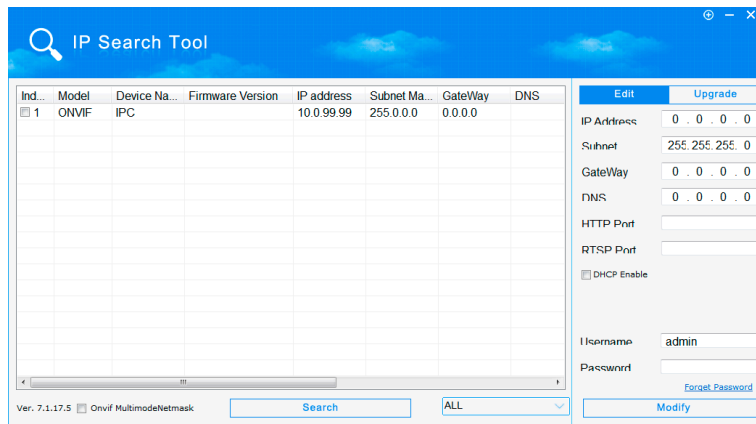 IP Search Tool
Ind... Model Device Na... Firmware Version IP address Subnet Ma... GateWay DNS
1 ONVIF IPC 10.0.99.99 255.0.0.0 0.0.0.0
Edit Upgrade
IP Address 0 . 0 . 0 . 0
Subnet 255. 255. 255. 0
GateWay 0 . 0 . 0 . 0
DNS 0 . 0 . 0 . 0
HTTP Port
RTSP Port
DHCP Enable
Username admin
Password
Forget Password
Ver. 7.1.17.5 Onvif MultimodeNetmask Search ALL Modify